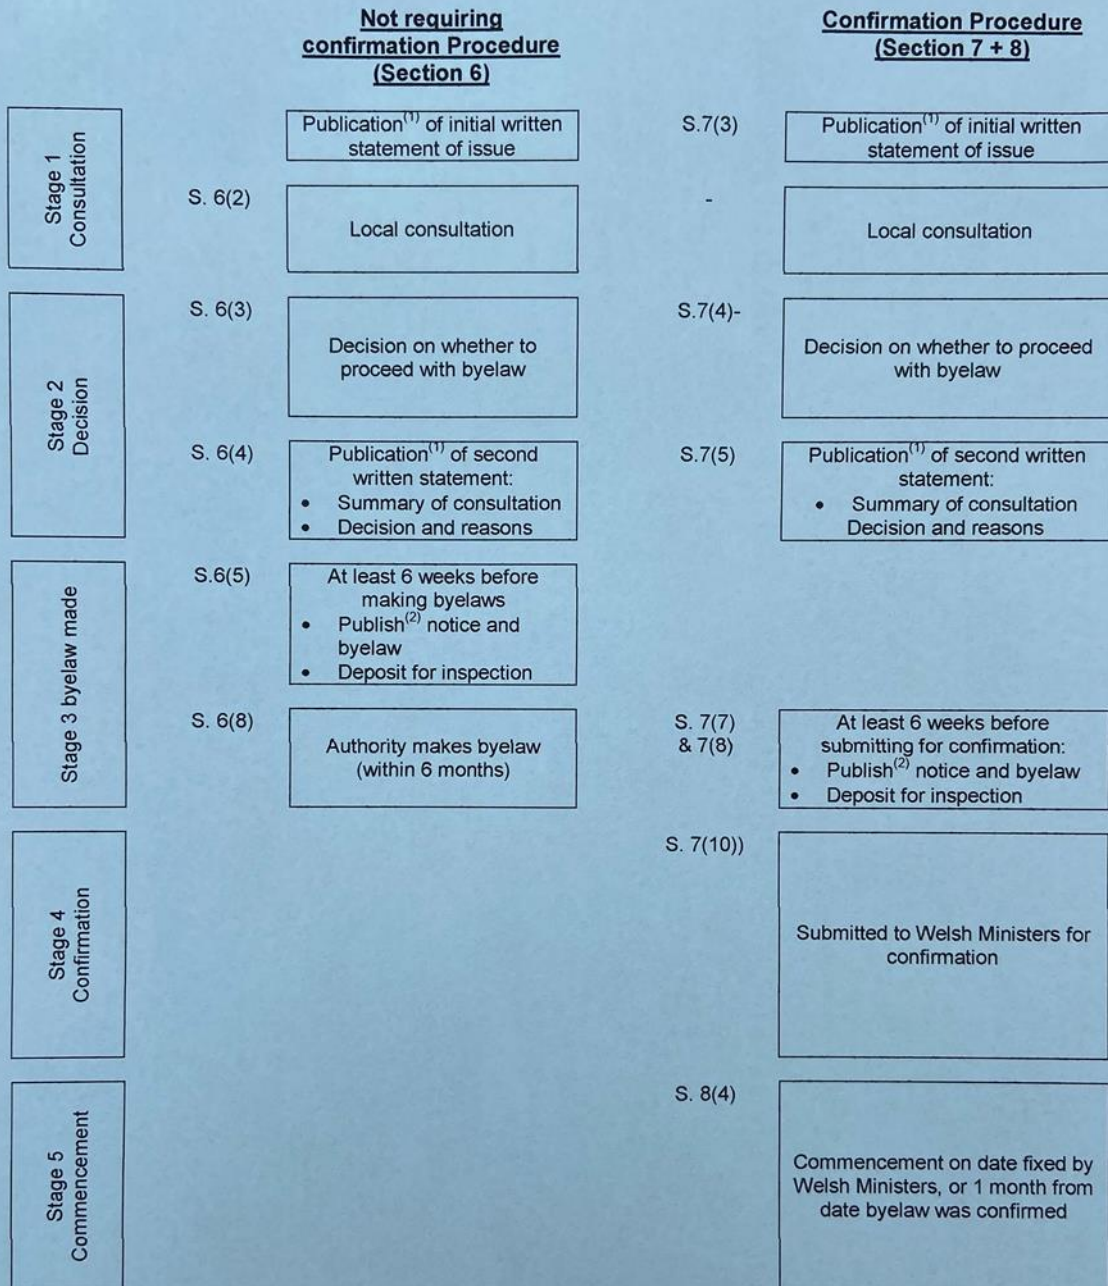 Not requiring
confirmation Procedure
(Section 6)
Confirmation Procedure
(Section 7 + 8)
Stage 1
Consultation
Publication(1) of initial written
statement of issue
S.7(3)
Publication(1) of initial written
statement of issue
S. 6(2)
Local consultation
-
Local consultation
Stage 2
Decision
S. 6(3)
Decision on whether to
proceed with byelaw
S.7(4)-
Decision on whether to proceed
with byelaw
S. 6(4)
Publication(1) of second
written statement:
• Summary of consultation
• Decision and reasons
S.7(5)
Publication(1) of second written
statement:
• Summary of consultation
Decision and reasons
Stage 3 byelaw made
S.6(5)
At least 6 weeks before
making byelaws
• Publish(2) notice and
byelaw
• Deposit for inspection
S. 6(8)
Authority makes byelaw
(within 6 months)
S. 7(7)
& 7(8)
At least 6 weeks before
submitting for confirmation:
• Publish(2) notice and byelaw
• Deposit for inspection
Stage 4
Confirmation
S. 7(10))
Submitted to Welsh Ministers for
confirmation
Stage 5
Commencement
S. 8(4)
Commencement on date fixed by
Welsh Ministers, or 1 month from
date byelaw was confirmed